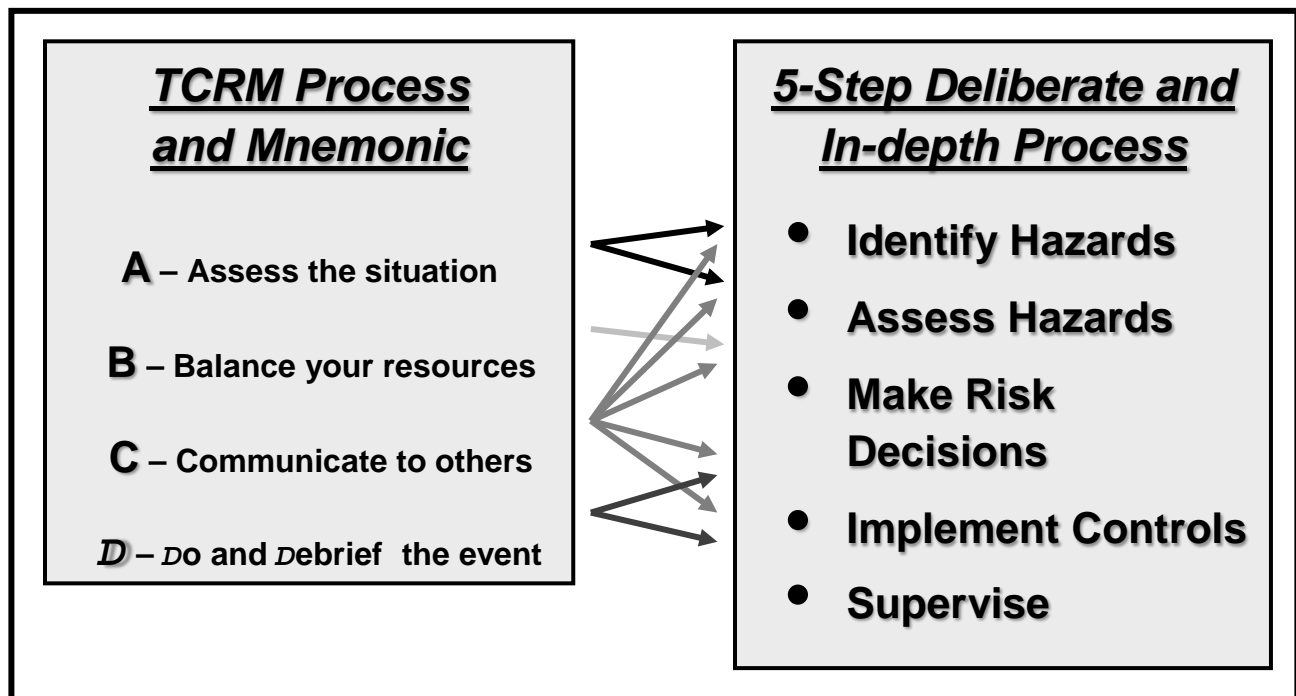 TCRM Process
and Mnemonic
A – Assess the situation
B – Balance your resources
C – Communicate to others
D – Do and Debrief the event
5-Step Deliberate and
In-depth Process
• Identify Hazards
• Assess Hazards
• Make Risk
Decisions
• Implement Controls
• Supervise